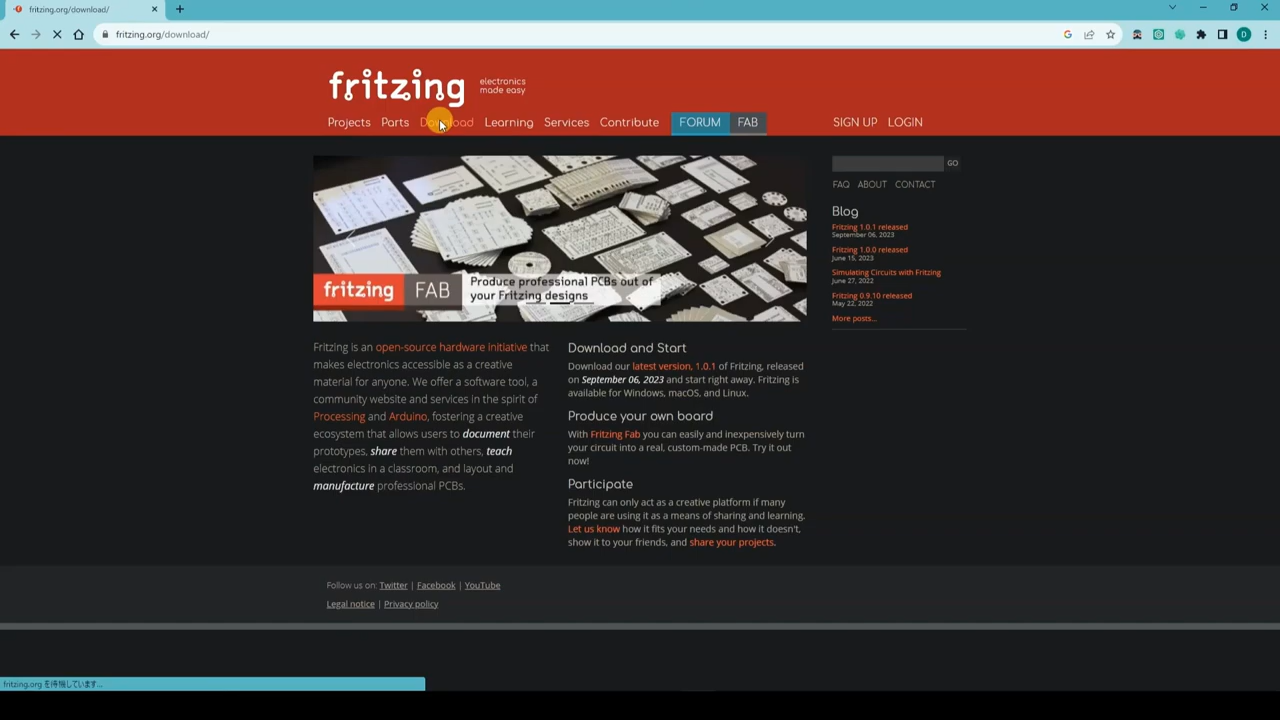 fritzing.org/download/
fritzing.org/download/
D
fritzing
electronics
made easy
Projects Parts Download Learning Services Contribute FORUM FAB SIGN UP LOGIN
GO
FAQ ABOUT CONTACT
Blog
Fritzing 1.0.1 released
September 06, 2023
Fritzing 1.0.0 released
June 15, 2023
Simulating Circuits with Fritzing
June 27, 2022
Fritzing 0.9.10 released
May 22, 2022
More posts...
fritzing FAB
Produce professional PCBs out of
your Fritzing designs
Fritzing is an open-source hardware initiative that
makes electronics accessible as a creative
material for anyone. We offer a software tool, a
community website and services in the spirit of
Processing and Arduino, fostering a creative
ecosystem that allows users to document their
prototypes, share them with others, teach
electronics in a classroom, and layout and
manufacture professional PCBs.
Download and Start
Download our latest version, 1.0.1 of Fritzing, released
on September 06, 2023 and start right away. Fritzing is
available for Windows, macOS, and Linux.
Produce your own board
With Fritzing Fab you can easily and inexpensively turn
your circuit into a real, custom-made PCB. Try it out
now!
Participate
Fritzing can only act as a creative platform if many
people are using it as a means of sharing and learning.
Let us know how it fits your needs and how it doesn't,
show it to your friends, and share your projects.
Follow us on: Twitter | Facebook | YouTube
Legal notice | Privacy policy
fritzing.org を待機しています...